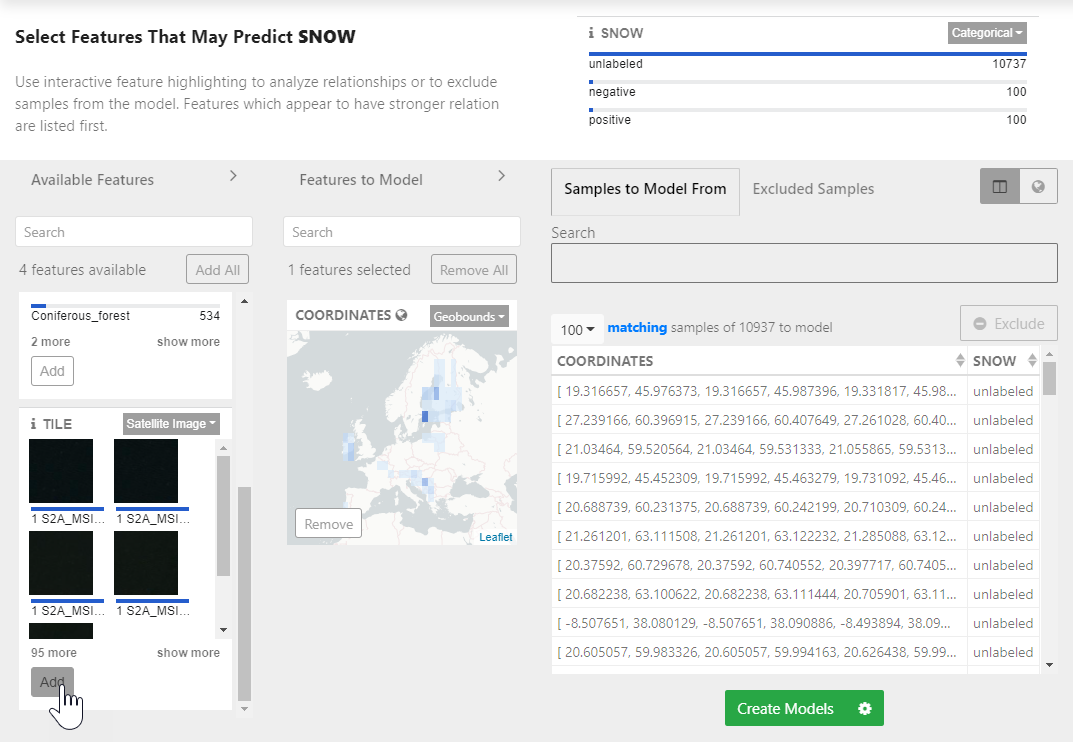 Select Features That May Predict SNOW
Use interactive feature highlighting to analyze relationships or to exclude
samples from the model. Features which appear to have stronger relation
are listed first.
SNOW
Categorical
unlabeled 10737
negative 100
positive 100
Available Features
Search
4 features available Add All
Coniferous_forest 534
2 more show more
Add
TILE Satellite Image
1 S2A_MSI... 1 S2A_MSI...
1 S2A_MSI... 1 S2A_MSI...
95 more show more
Add
Features to Model
Search
1 features selected Remove All
COORDINATES Geobounds
Remove
Leaflet
Samples to Model From Excluded Samples
Search
100 matching samples of 10937 to model Exclude
COORDINATES SNOW
[ 19.316657, 45.976373, 19.316657, 45.987396, 19.331817, 45.98... unlabeled
[ 27.239166, 60.396915, 27.239166, 60.407649, 27.261028, 60.40... unlabeled
[ 21.03464, 59.520564, 21.03464, 59.531333, 21.055865, 59.5313... unlabeled
[ 19.715992, 45.452309, 19.715992, 45.463279, 19.731092, 45.46... unlabeled
[ 20.688739, 60.231375, 20.688739, 60.242199, 20.710309, 60.24... unlabeled
[ 21.261201, 63.111508, 21.261201, 63.122232, 21.285088, 63.12... unlabeled
[ 20.37592, 60.729678, 20.37592, 60.740552, 20.397717, 60.7405... unlabeled
[ 20.682238, 63.100622, 20.682238, 63.111444, 20.705901, 63.11... unlabeled
[ -8.507651, 38.080129, -8.507651, 38.090886, -8.493894, 38.09... unlabeled
[ 20.605057, 59.983326, 20.605057, 59.994163, 20.626438, 59.99... unlabeled
Create Models